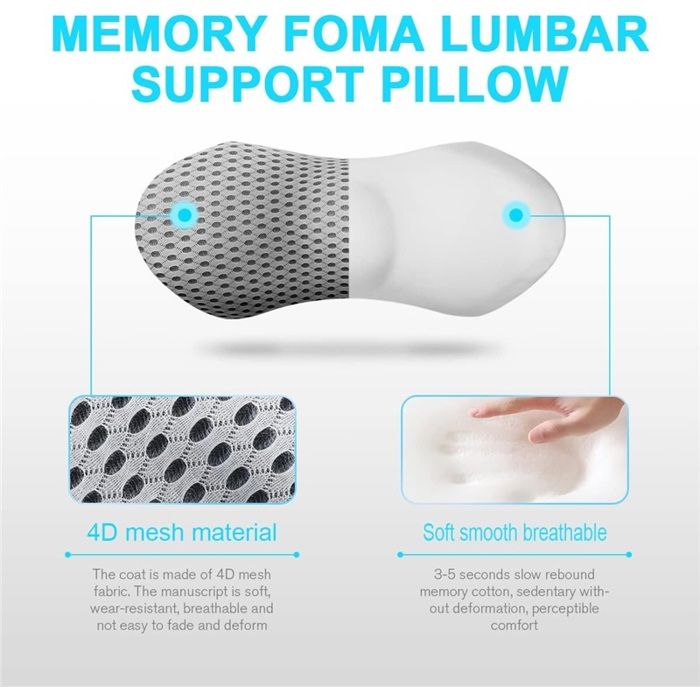 MEMORY FOMA LUMBAR
SUPPORT PILLOW
4D mesh material
The coat is made of 4D mesh
fabric. The manuscript is soft,
wear-resistant, breathable and
not easy to fade and deform
Soft smooth breathable
3-5 seconds slow rebound
memory cotton, sedentary with-
out deformation, perceptible
comfort